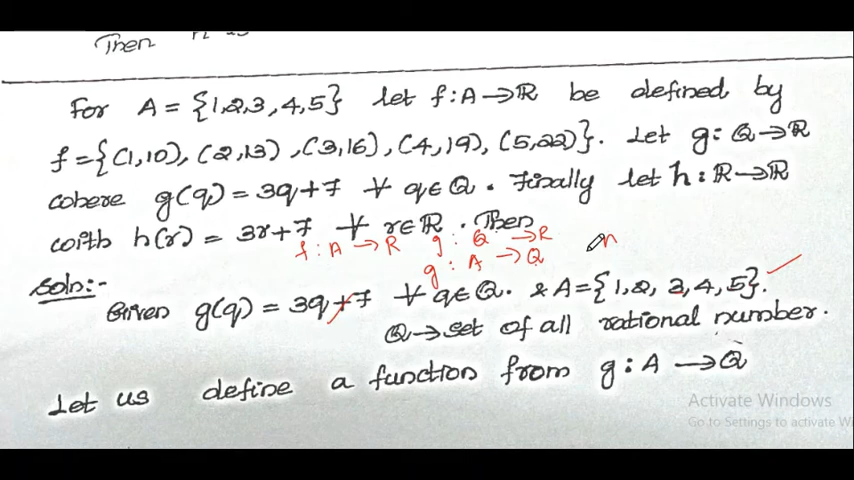 Then
For A = {1,2,3,4,5} let f : A → ℝ be defined by
f = {(1,10), (2,13), (3,16), (4,19), (5,22)}. Let g : Q → ℝ
where g(q) = 3q+7 ∀ q ∈ Q. Finally let h : ℝ → ℝ
with h(r) = 3r+7 ∀ r ∈ ℝ. Then
f : A → R g : Q → R n
g : A → Q
Soln:-
Given g(q) = 3q+7 ∀ q ∈ Q. & A = {1,2,3,4,5}.
Q → set of all rational number.
Let us define a function from g : A → Q
Activate Windows
Go to Settings to activate W